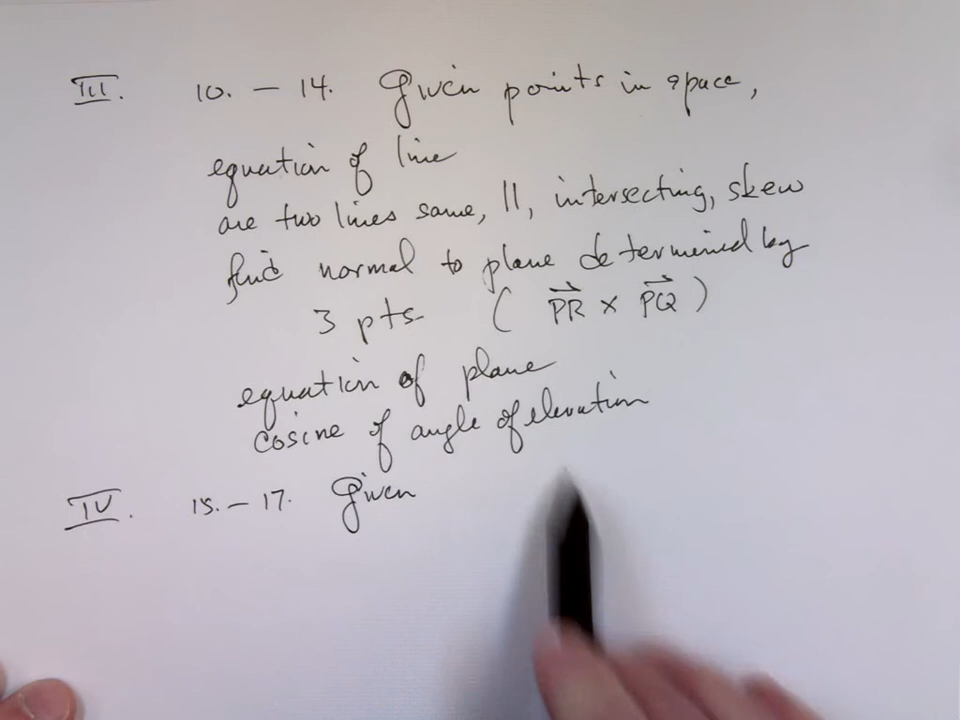 III. 10. – 14. Given points in space,
equation of line
are two lines same, ||, intersecting, skew
find normal to plane determined by
3 pts. ( PR × PQ )
equation of plane
cosine of angle of elevation
IV. 15. – 17. Given